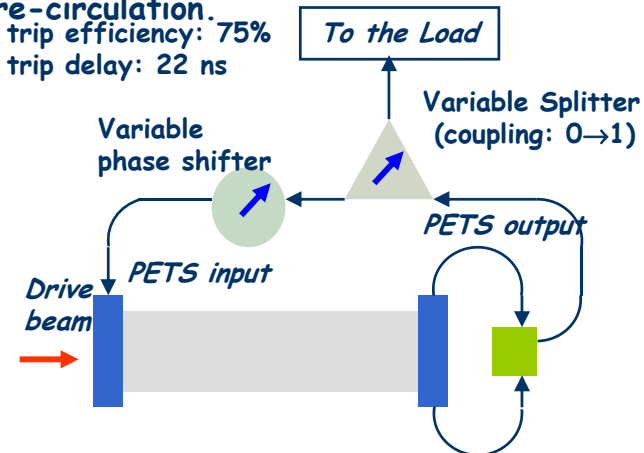 re-circulation.
trip efficiency: 75%
trip delay: 22 ns
To the Load
Variable Splitter
(coupling: 0→1)
Variable
phase shifter
PETS output
PETS input
Drive
beam